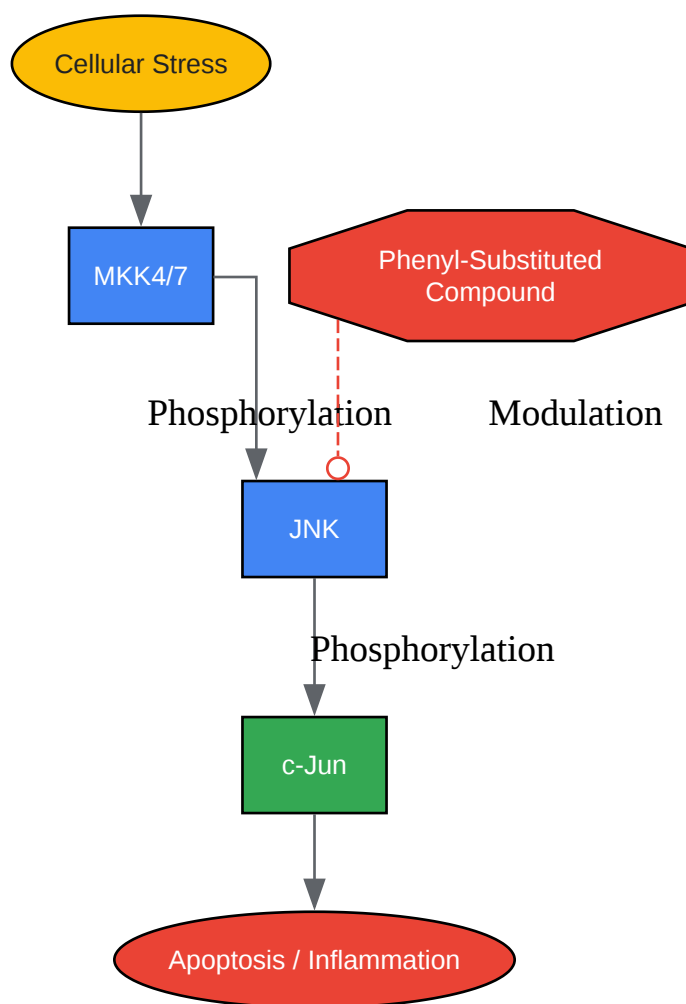 Cellular Stress
MKK4/7
Phenyl-Substituted
Compound
Phosphorylation
Modulation
JNK
Phosphorylation
c-Jun
Apoptosis / Inflammation